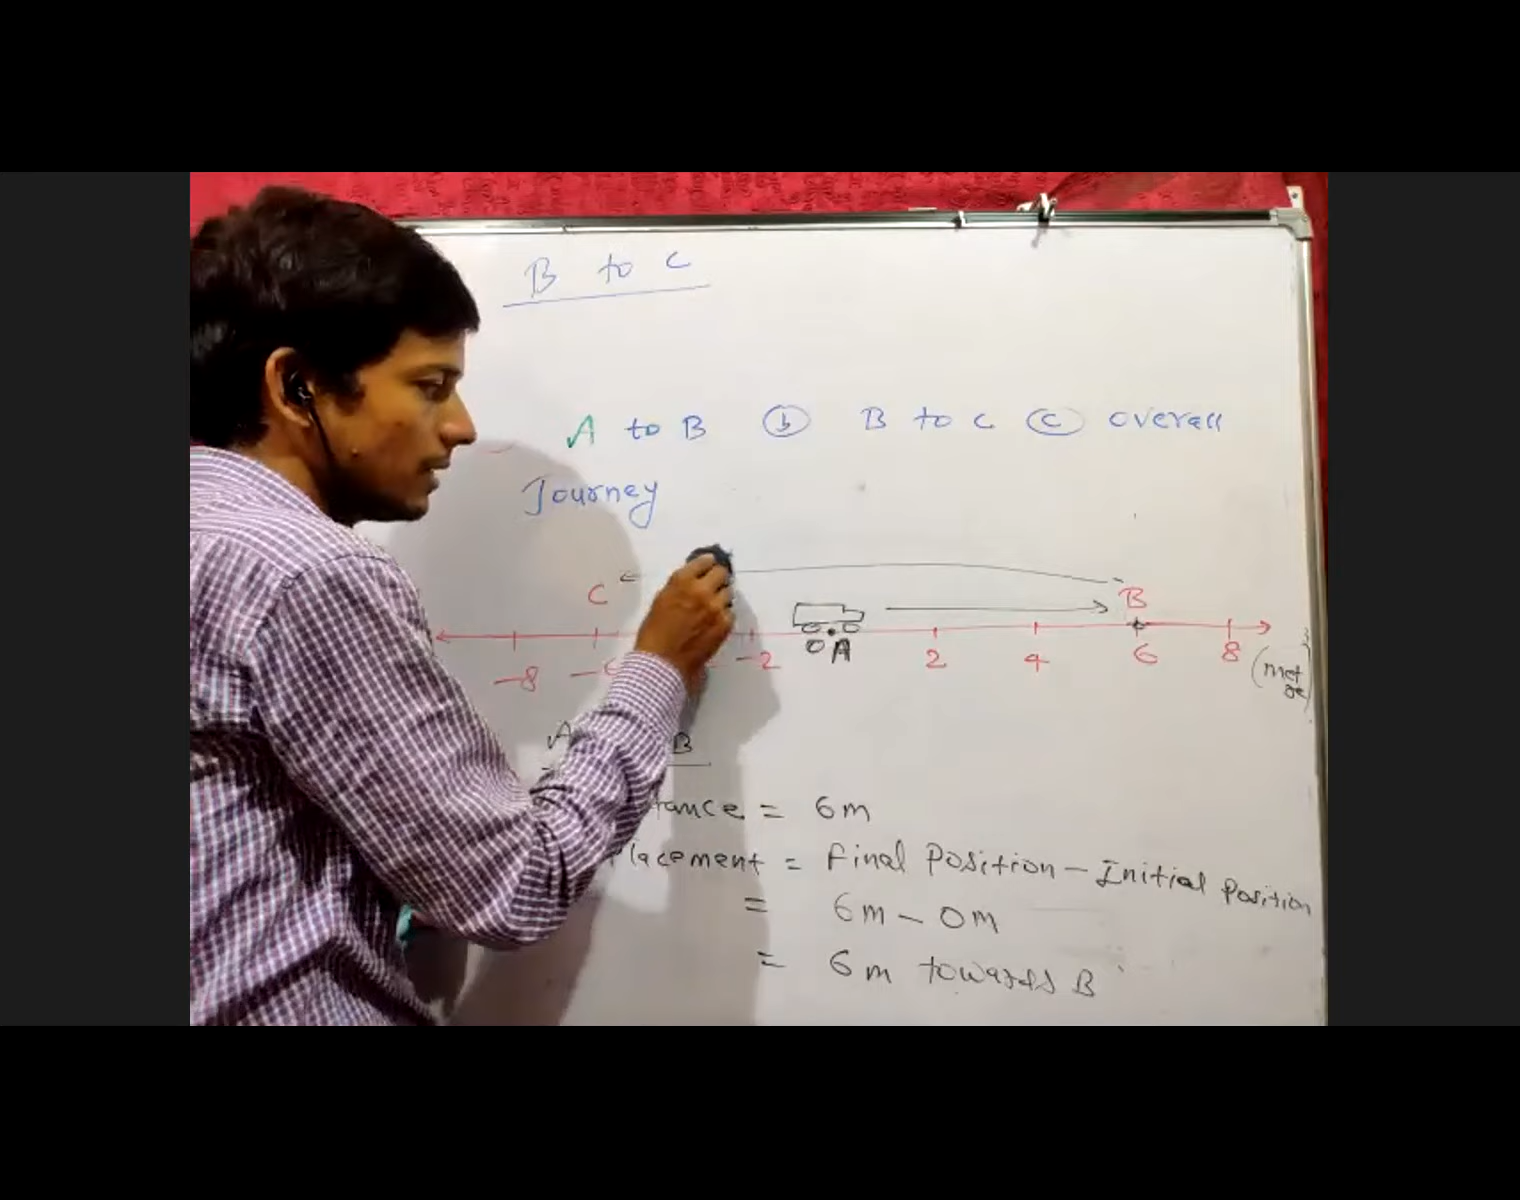 B to C
A to B (b) B to C (c) overall
Journey
C B
-8 -2 0 A 2 4 6 8
B
= 6m
= Final Position - Initial Position
= 6m - 0m
= 6m towards B